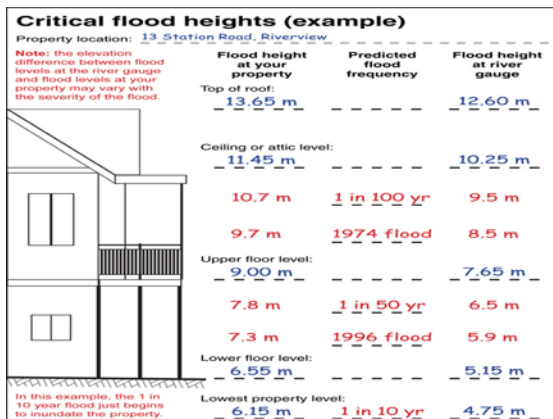 Critical flood heights (example)
Property location: 13 Station Road, Riverview
Note: the elevation
difference between flood
levels at the river gauge
and flood levels at your
property may vary with
the severity of the flood.
Flood height
at your
property
Predicted
flood
frequency
Flood height
at river
gauge
Top of roof:
13.65 m 12.60 m
Ceiling or attic level:
11.45 m 10.25 m
10.7 m 1 in 100 yr 9.5 m
9.7 m 1974 flood 8.5 m
Upper floor level:
9.00 m 7.65 m
7.8 m 1 in 50 yr 6.5 m
7.3 m 1996 flood 5.9 m
Lower floor level:
6.55 m 5.15 m
Lowest property level:
6.15 m 1 in 10 yr 4.75 m
In this example, the 1 in
10 year flood just begins
to inundate the property.